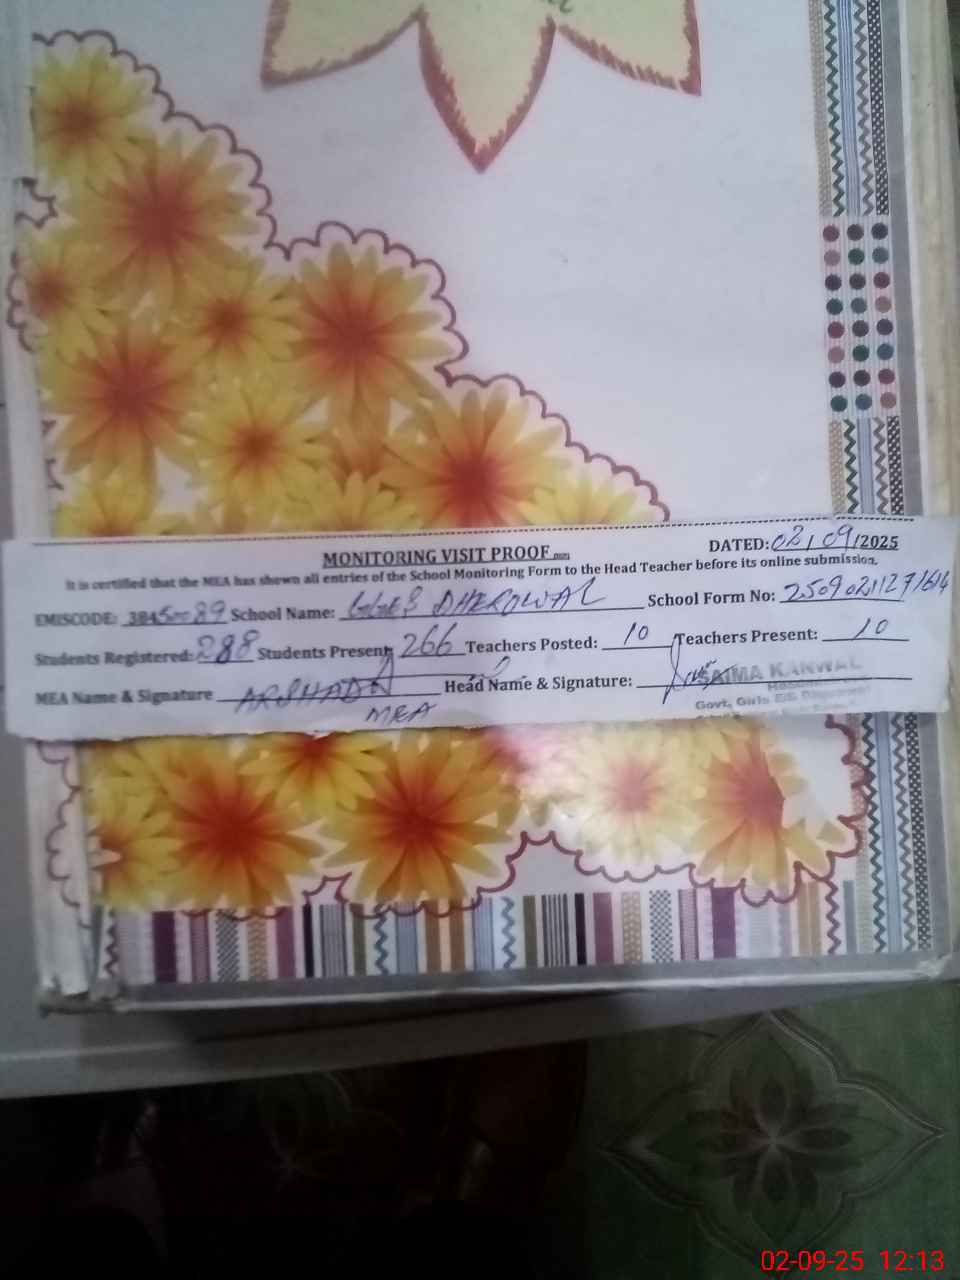 MONITORING VISIT PROOF
DATED: 02/09/2025
It is certified that the MEA has shown all entries of the School Monitoring Form to the Head Teacher before its online submission.
EMISCODE: 38450089 School Name: GGES DHEROWAL School Form No:
Students Registered: 288 Students Present: 266 Teachers Posted: 10 Teachers Present: 10
MEA Name & Signature ARSHAD Head Name & Signature: SAIMA KANWAL
MEA
Govt. Girls
02-09-25 12:13